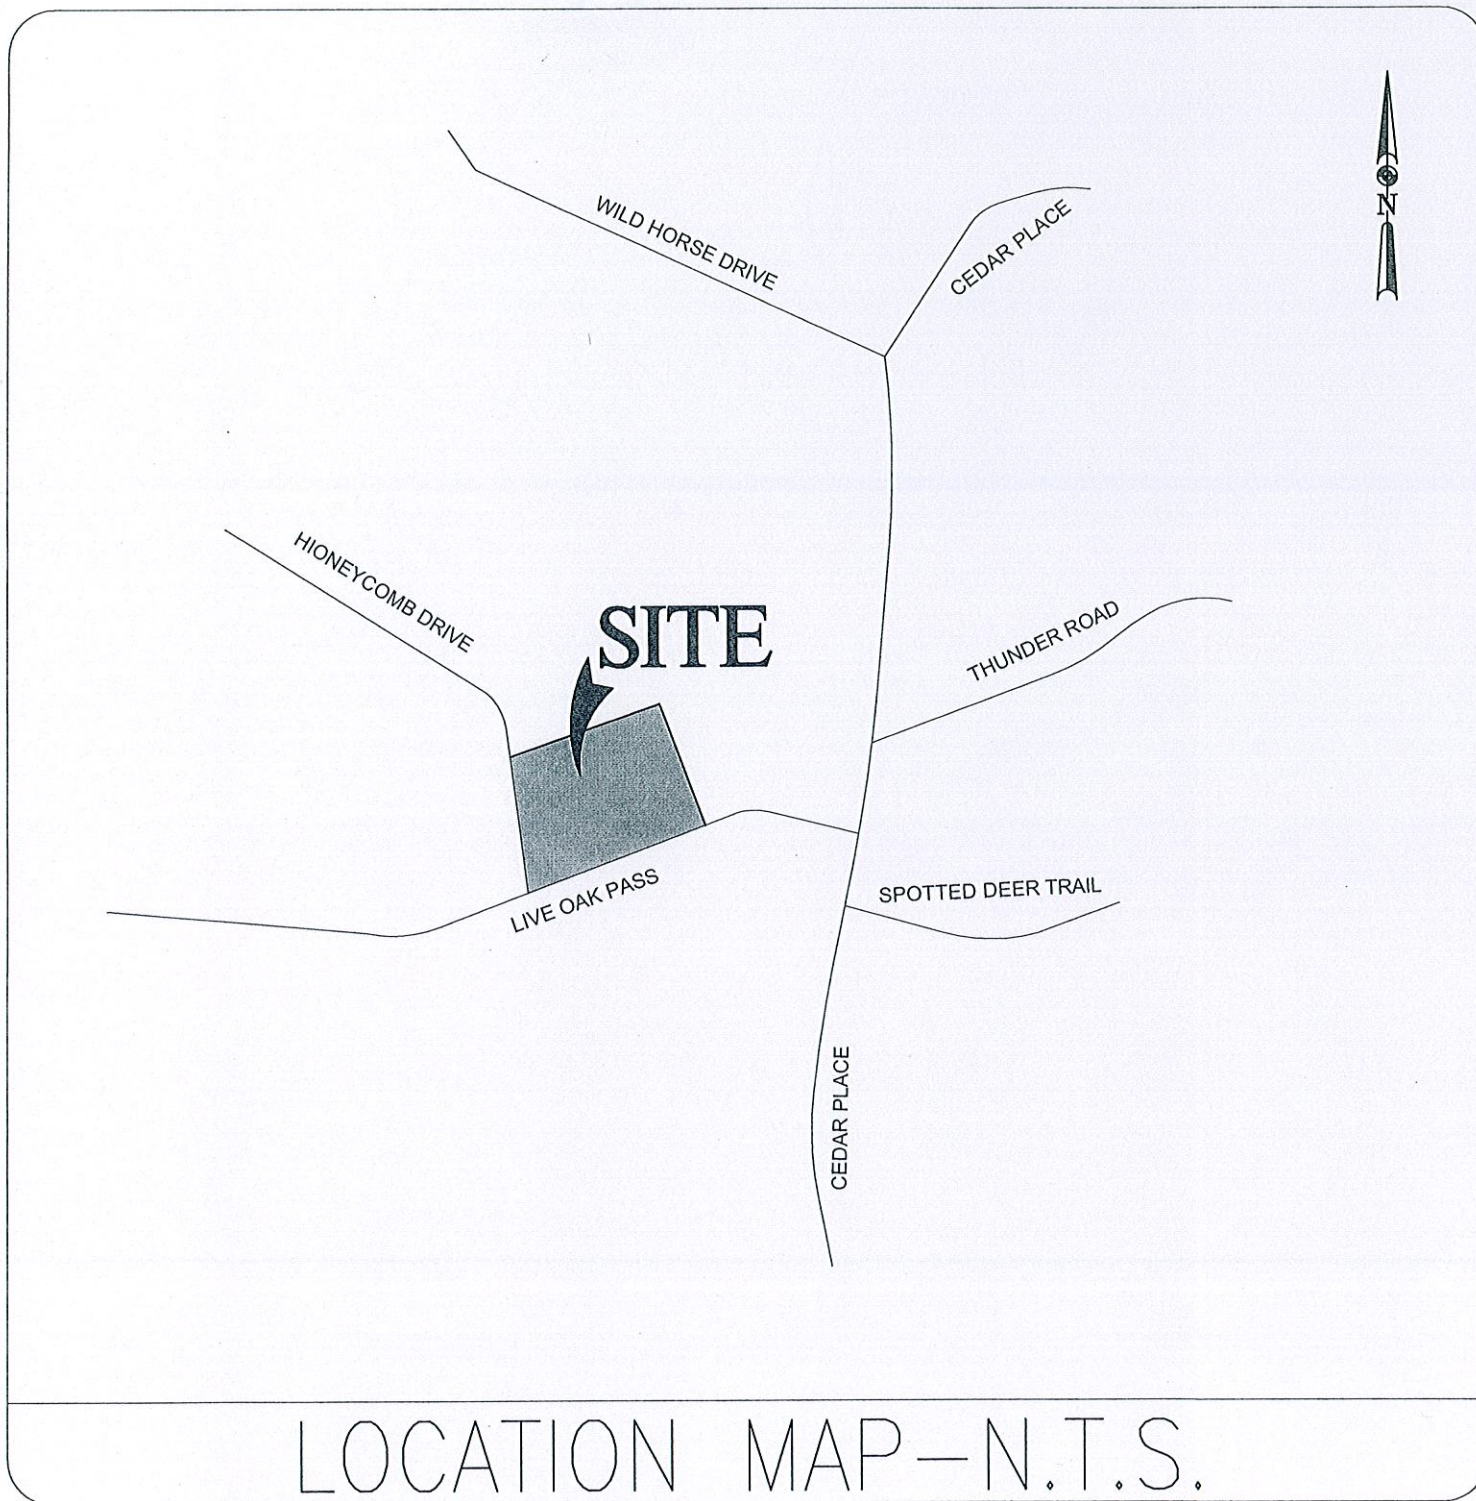 WILD HORSE DRIVE
CEDAR PLACE
N
HIONEYCOMB DRIVE
SITE
THUNDER ROAD
LIVE OAK PASS
SPOTTED DEER TRAIL
CEDAR PLACE
LOCATION MAP-N.T.S.